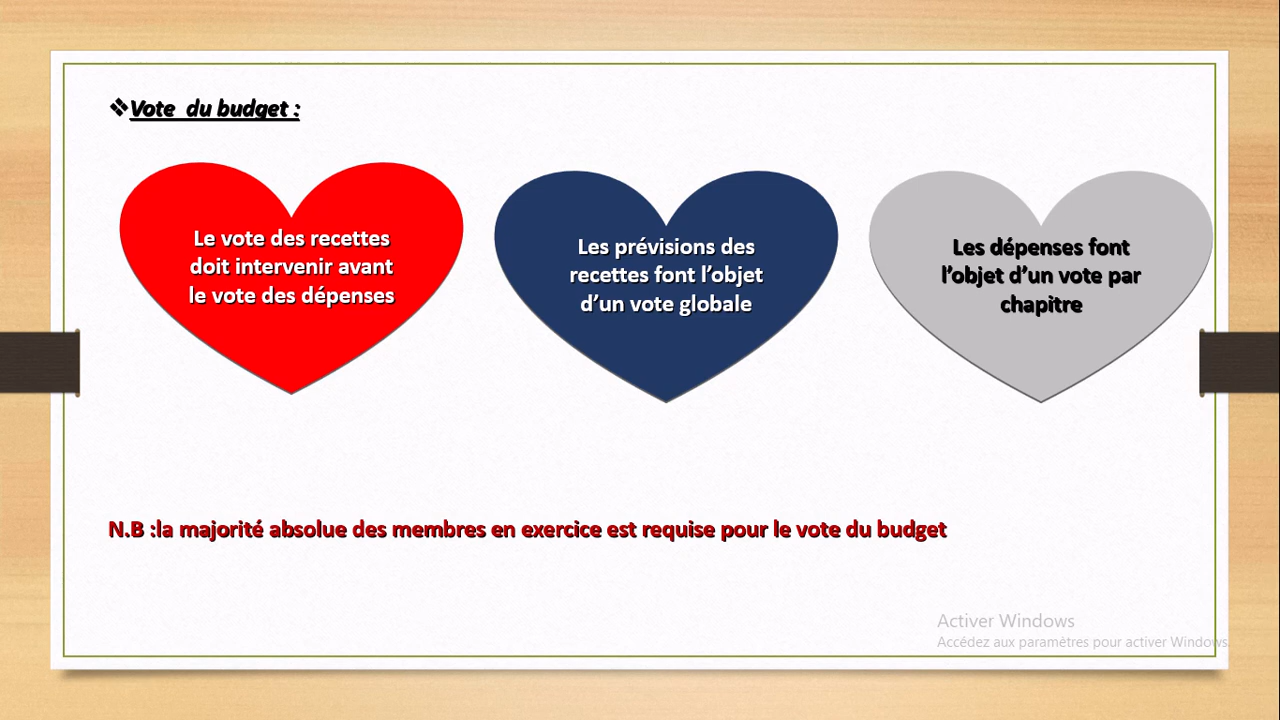 ❖Vote du budget :
Le vote des recettes
doit intervenir avant
le vote des dépenses
Les prévisions des
recettes font l’objet
d’un vote globale
Les dépenses font
l’objet d’un vote par
chapitre
N.B :la majorité absolue des membres en exercice est requise pour le vote du budget
Activer Windows
Accédez aux paramètres pour activer Windows.